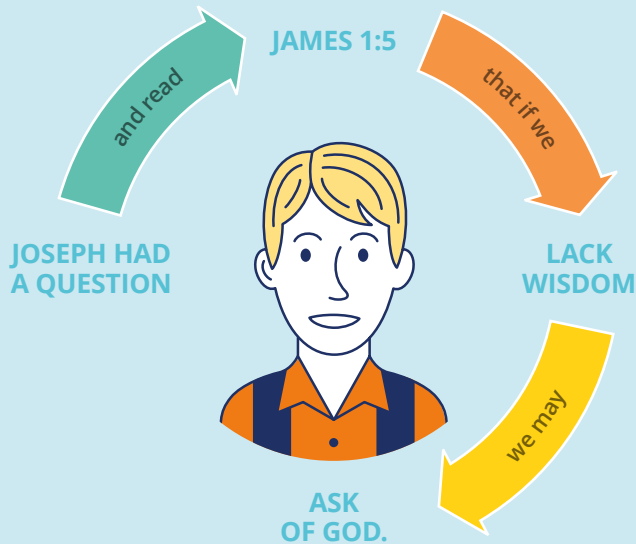 JOSEPH HAD
A QUESTION
and read
JAMES 1:5
that if we
LACK
WISDOM
we may
ASK
OF GOD.